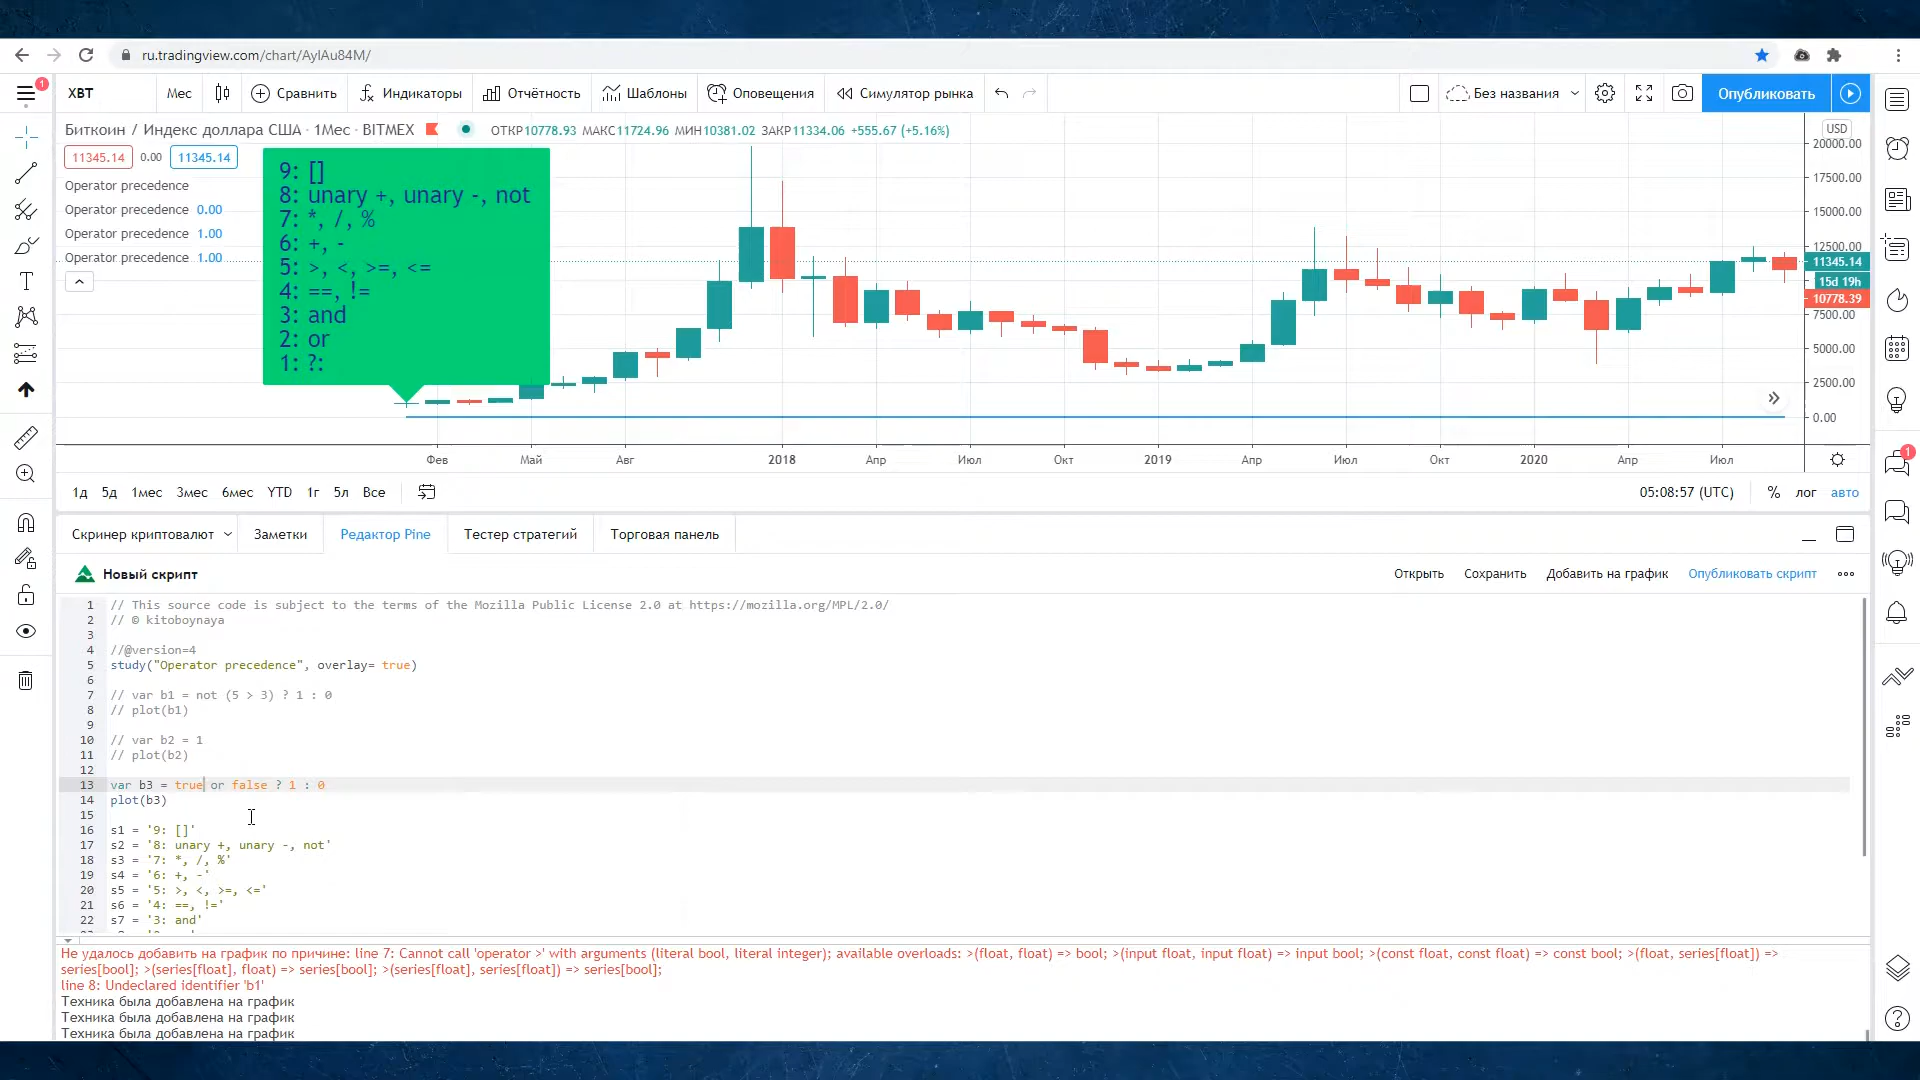 ru.tradingview.com/chart/AyIAu84M/
1
XBT
Мес
Сравнить
Индикаторы
Отчётность
Шаблоны
Оповещения
Симулятор рынка
Без названия
Опубликовать
Биткоин / Индекс доллара США · 1Мес · BITMEX
ОТКР10778.93 МАКС11724.96 МИН10381.02 ЗАКР11334.06 +555.67 (+5.16%)
USD
11345.14
0.00
11345.14
Operator precedence
Operator precedence 0.00
Operator precedence 1.00
Operator precedence 1.00
9: []
8: unary +, unary -, not
7: *, /, %
6: +, -
5: >, <, >=, <=
4: ==, !=
3: and
2: or
1: ?:
20000.00
17500.00
15000.00
12500.00
11345.14
15d 19h
10778.39
7500.00
5000.00
2500.00
0.00
Фев
Май
Авг
2018
Апр
Июл
Окт
2019
Апр
Июл
Окт
2020
Апр
Июл
1д 5д 1мес 3мес 6мес YTD 1г 5л Все
05:08:57 (UTC)
%
лог
авто
1
Скринер криптовалют
Заметки
Редактор Pine
Тестер стратегий
Торговая панель
Новый скрипт
Открыть
Сохранить
Добавить на график
Опубликовать скрипт
1 // This source code is subject to the terms of the Mozilla Public License 2.0 at https://mozilla.org/MPL/2.0/
2 // © kitoboynaya
3
4 //@version=4
5 study("Operator precedence", overlay= true)
6
7 // var b1 = not (5 > 3) ? 1 : 0
8 // plot(b1)
9
10 // var b2 = 1
11 // plot(b2)
12
13 var b3 = true or false ? 1 : 0
14 plot(b3)
15
16 s1 = '9: []'
17 s2 = '8: unary +, unary -, not'
18 s3 = '7: *, /, %'
19 s4 = '6: +, -'
20 s5 = '5: >, <, >=, <='
21 s6 = '4: ==, !='
22 s7 = '3: and'
Не удалось добавить на график по причине: line 7: Cannot call 'operator >' with arguments (literal bool, literal integer); available overloads: >(float, float) => bool; >(input float, input float) => input bool; >(const float, const float) => const bool; >(float, series[float]) =>
series[bool]; >(series[float], float) => series[bool]; >(series[float], series[float]) => series[bool];
line 8: Undeclared identifier 'b1'
Техника была добавлена на график
Техника была добавлена на график
Техника была добавлена на график